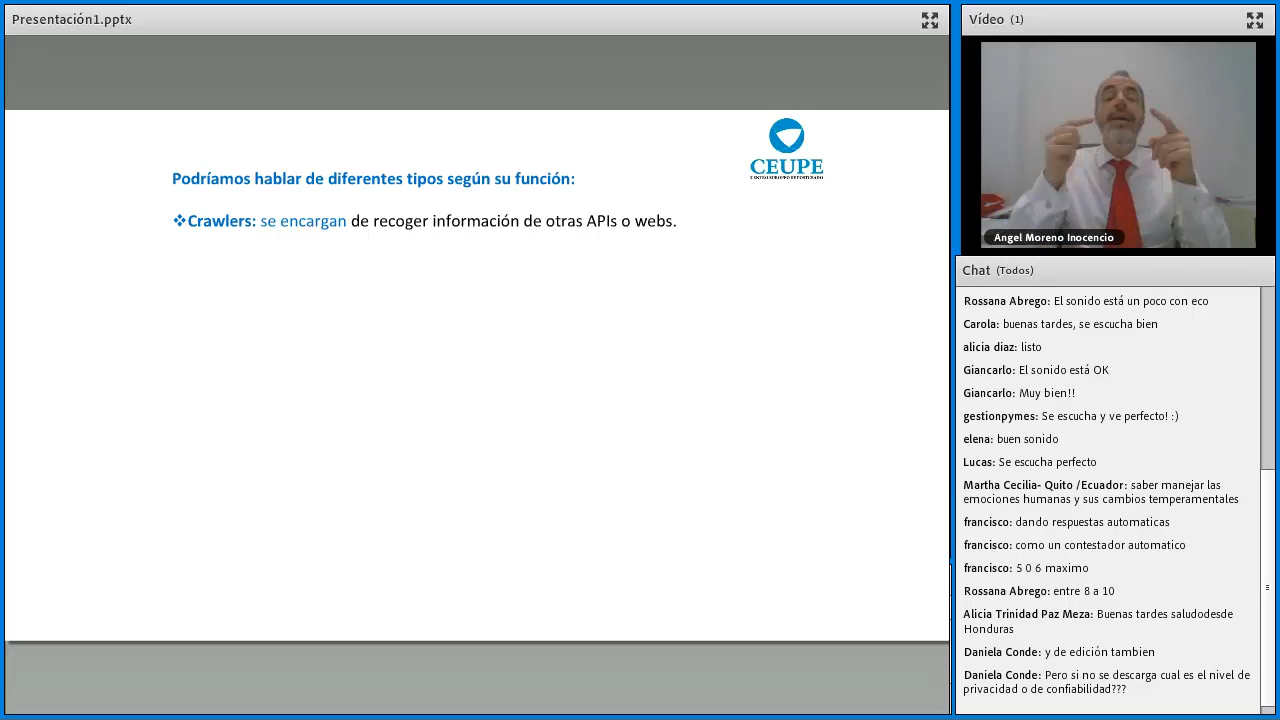 Presentación1.pptx
CEUPE
CENTRO EUROPEO DE POSTGRADO
Podríamos hablar de diferentes tipos según su función:
❖Crawlers: se encargan de recoger información de otras APIs o webs.
Vídeo (1)
Angel Moreno Inocencio
Chat (Todos)
Rossana Abrego: El sonido está un poco con eco
Carola: buenas tardes, se escucha bien
alicia diaz: listo
Giancarlo: El sonido está OK
Giancarlo: Muy bien!!
gestionpymes: Se escucha y ve perfecto! :)
elena: buen sonido
Lucas: Se escucha perfecto
Martha Cecilia- Quito /Ecuador: saber manejar las
emociones humanas y sus cambios temperamentales
francisco: dando respuestas automaticas
francisco: como un contestador automatico
francisco: 5 0 6 maximo
Rossana Abrego: entre 8 a 10
Alicia Trinidad Paz Meza: Buenas tardes saludodesde
Honduras
Daniela Conde: y de edición tambien
Daniela Conde: Pero si no se descarga cual es el nivel de
privacidad o de confiabilidad???